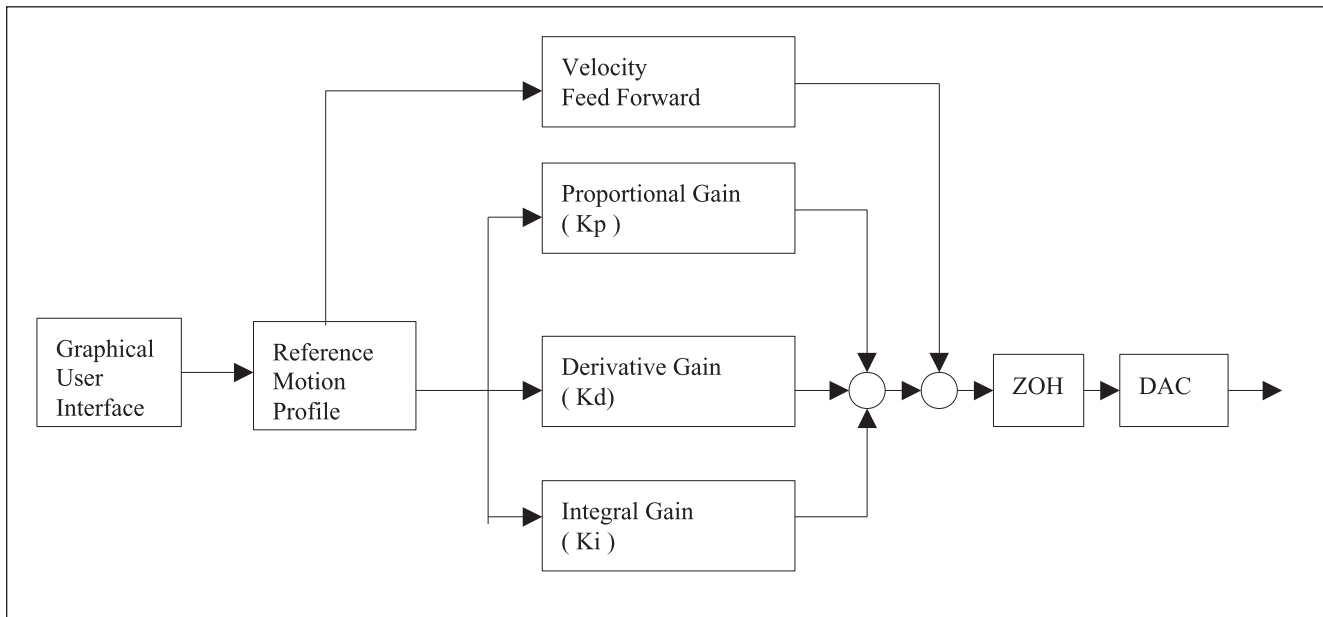 Velocity
Feed Forward
Proportional Gain
( Kp )
Graphical
User
Interface
Reference
Motion
Profile
Derivative Gain
( Kd)
ZOH
DAC
Integral Gain
( Ki )